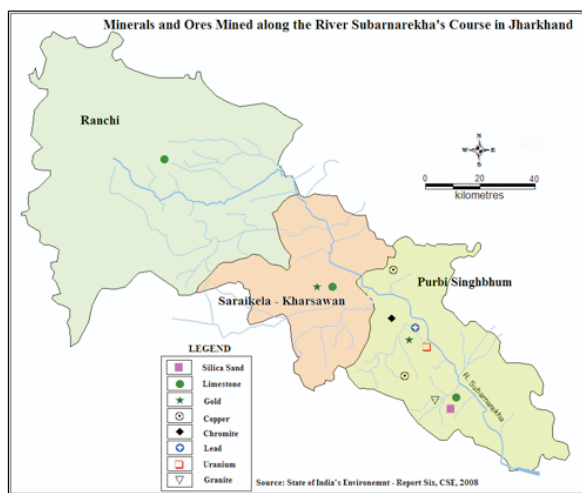 Minerals and Ores Mined along the River Subarnarekha's Course in Jharkhand
Ranchi
N
W E
S
0 20 40
kilometres
Purbi Singhbhum
Saraikela - Kharsawan
R. Subarnarekha
LEGEND
Silica Sand
Limestone
Gold
Copper
Chromite
Lead
Uranium
Granite
Source: State of India's Environemnt - Report Six, CSE, 2008